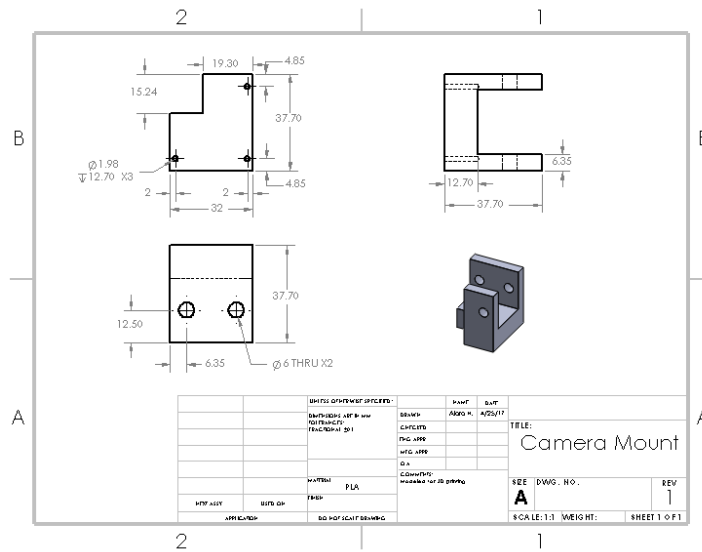 2 1
19.30 4.85
15.24
37.70
B
Ø1.98
↧12.70 X3
2 2 4.85
32
6.35
12.70
37.70
37.70
12.50
6.35 Ø6 THRU X2
A A
UNLESS OTHERWISE SPECIFIED:
DIMENSIONS ARE IN MM
TOLERANCES:
NAME DATE
DRAWN Alara H. 4/23/17
CHECKED
ENG APPR.
MFG APPR.
Q.A.
COMMENTS:
Modeled for 3D printing
MATERIAL
PLA
FINISH
NEXT ASSY USED ON
APPLICATION DO NOT SCALE DRAWING
TITLE:
Camera Mount
SIZE DWG. NO. REV
A 1
SCALE: 1:1 WEIGHT: SHEET 1 OF 1
2 1